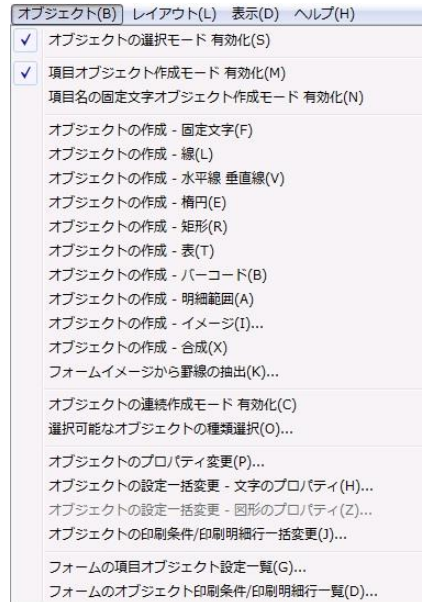 オブジェクト(B) レイアウト(L) 表示(D) ヘルプ(H)
オブジェクトの選択モード 有効化(S)
項目オブジェクト作成モード 有効化(M)
項目名の固定文字オブジェクト作成モード 有効化(N)
オブジェクトの作成 - 固定文字(F)
オブジェクトの作成 - 線(L)
オブジェクトの作成 - 水平線 垂直線(V)
オブジェクトの作成 - 楕円(E)
オブジェクトの作成 - 矩形(R)
オブジェクトの作成 - 表(T)
オブジェクトの作成 - バーコード(B)
オブジェクトの作成 - 明細範囲(A)
オブジェクトの作成 - イメージ(I)...
オブジェクトの作成 - 合成(X)
フォームイメージから罫線の抽出(K)...
オブジェクトの連続作成モード 有効化(C)
選択可能なオブジェクトの種類選択(O)...
オブジェクトのプロパティ変更(P)...
オブジェクトの設定一括変更 - 文字のプロパティ(H)...
オブジェクトの設定一括変更 - 図形のプロパティ(Z)...
オブジェクトの印刷条件/印刷明細行一括変更(J)...
フォームの項目オブジェクト設定一覧(G)...
フォームのオブジェクト印刷条件/印刷明細行一覧(D)...